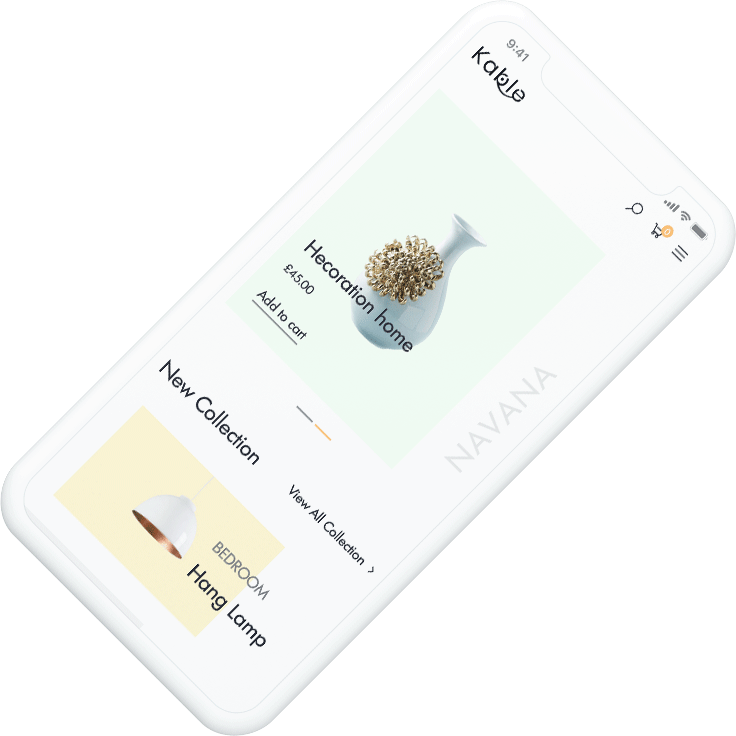 9:41
Kable
0
Hecoration home
£45.00
Add to cart
NAVANA
New Collection
View All Collection >
BEDROOM
Hang Lamp